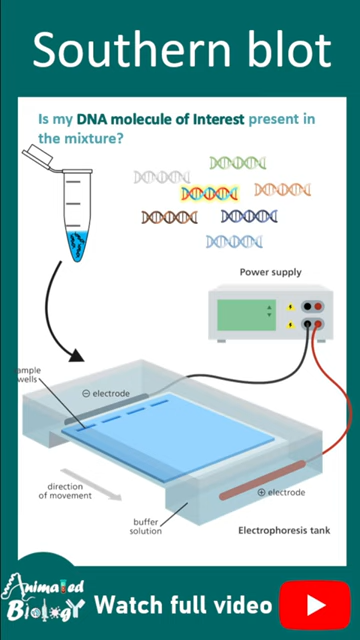 Southern blot
Is my DNA molecule of Interest present in
the mixture?
Power supply
ample
wells
⊖ electrode
direction
of movement
⊕ electrode
buffer
solution
Electrophoresis tank
Animated
Biology
Watch full video